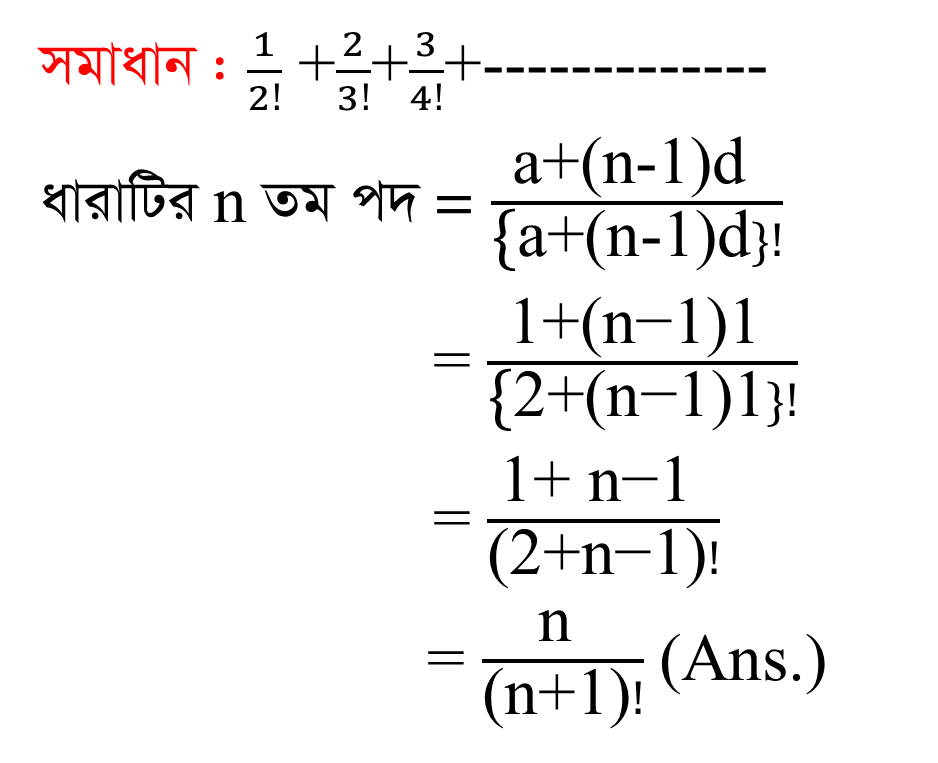 সমাধান : 1/2! + 2/3! + 3/4! + -------------
ধারাটির n তম পদ = a+(n-1)d / {a+(n-1)d}!
= 1+(n−1)1 / {2+(n−1)1}!
= 1+ n−1 / (2+n−1)!
= n / (n+1)! (Ans.)